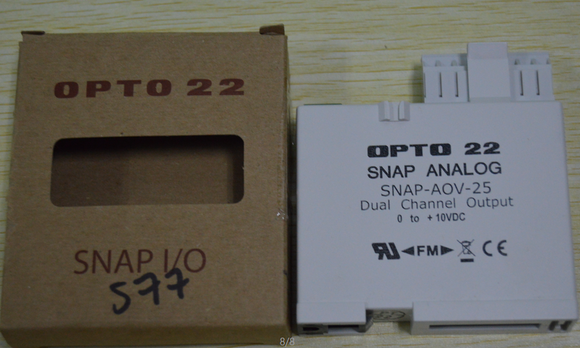 OPTO 22
SNAP I/O
577
OPTO 22
SNAP ANALOG
SNAP-AOV-25
Dual Channel Output
0 to +10VDC
FM
CE
8/8